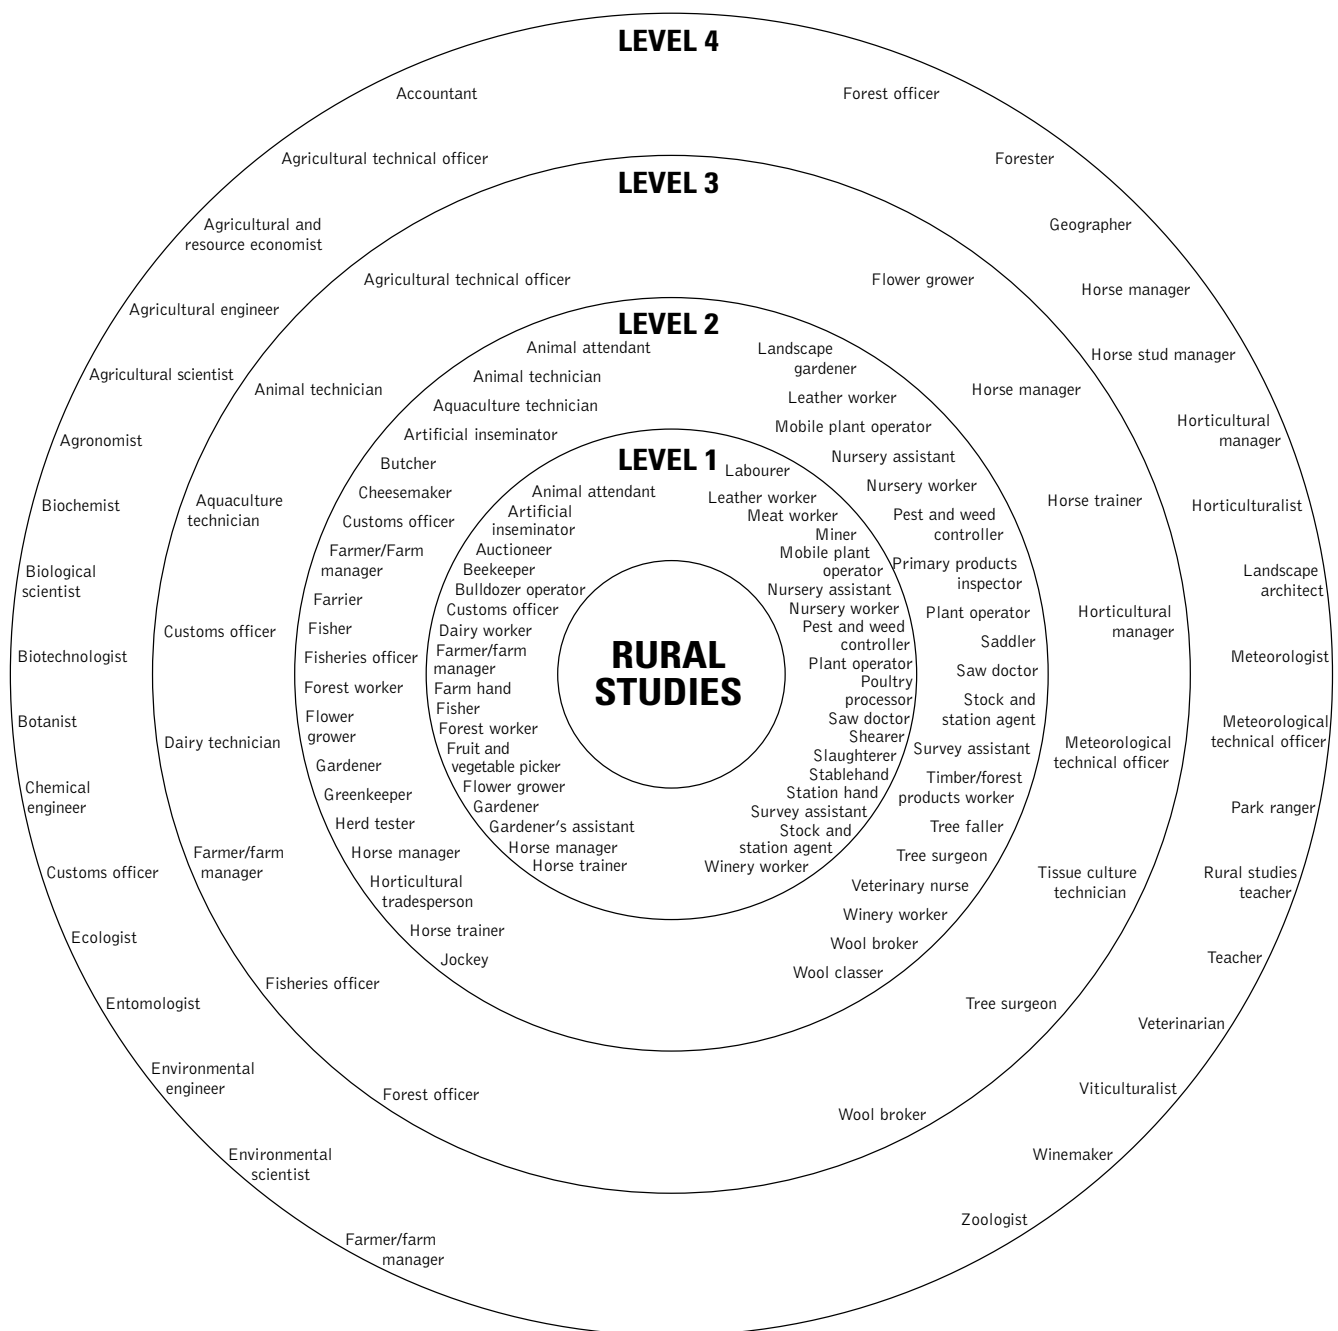 LEVEL 4
Accountant
Agricultural technical officer
Agricultural and
resource economist
Agricultural engineer
Agricultural scientist
Agronomist
Biochemist
Biological
scientist
Biotechnologist
Botanist
Chemical
engineer
Customs officer
Ecologist
Entomologist
Environmental
engineer
Environmental
scientist
Farmer/farm
manager
Forest officer
Forester
Geographer
Horse manager
Horse stud manager
Horticultural
manager
Horticulturalist
Landscape
architect
Meteorologist
Meteorological
technical officer
Park ranger
Rural studies
teacher
Teacher
Veterinarian
Viticulturalist
Winemaker
Zoologist
LEVEL 3
Agricultural technical officer
Animal technician
Aquaculture
technician
Customs officer
Dairy technician
Farmer/farm
manager
Fisheries officer
Forest officer
Flower grower
Horse manager
Horse trainer
Horticultural
manager
Meteorological
technical officer
Tissue culture
technician
Tree surgeon
Wool broker
LEVEL 2
Animal attendant
Animal technician
Aquaculture technician
Artificial inseminator
Butcher
Cheesemaker
Customs officer
Farmer/Farm
manager
Farrier
Fisher
Fisheries officer
Forest worker
Flower
grower
Gardener
Greenkeeper
Herd tester
Horse manager
Horticultural
tradesperson
Horse trainer
Jockey
Landscape
gardener
Leather worker
Mobile plant operator
Nursery assistant
Nursery worker
Pest and weed
controller
Primary products
inspector
Plant operator
Saddler
Saw doctor
Stock and
station agent
Survey assistant
Timber/forest
products worker
Tree faller
Tree surgeon
Veterinary nurse
Winery worker
Wool broker
Wool classer
LEVEL 1
Animal attendant
Artificial
inseminator
Auctioneer
Beekeeper
Bulldozer operator
Customs officer
Dairy worker
Farmer/farm
manager
Farm hand
Fisher
Forest worker
Fruit and
vegetable picker
Flower grower
Gardener
Gardener's assistant
Horse manager
Horse trainer
Labourer
Leather worker
Meat worker
Miner
Mobile plant
operator
Nursery assistant
Nursery worker
Pest and weed
controller
Plant operator
Poultry
processor
Saw doctor
Shearer
Slaughterer
Stablehand
Station hand
Survey assistant
Stock and
station agent
Winery worker
RURAL
STUDIES